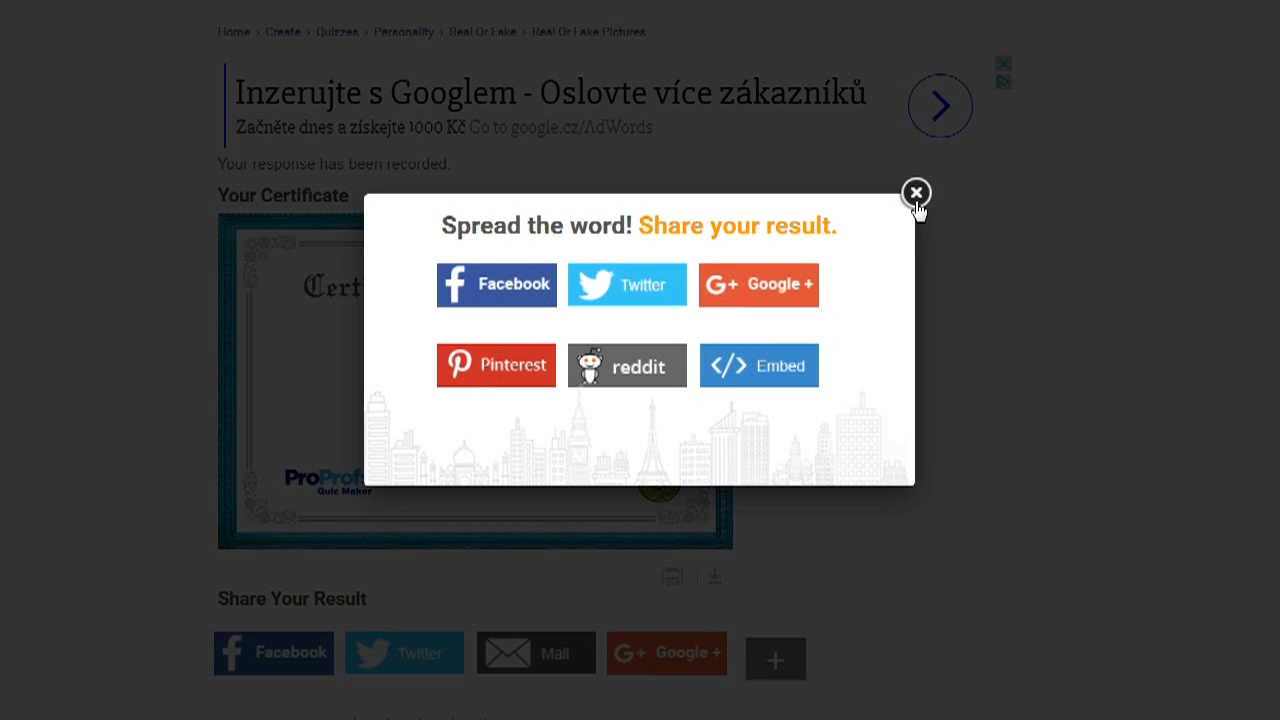 Home › Create › Quizzes › Personality › Real Or Fake › Real Or Fake Pictures
Inzerujte s Googlem - Oslovte více zákazníků
Začněte dnes a získejte 1000 Kč Go to google.cz/AdWords
Your response has been recorded.
Your Certificate
Spread the word! Share your result.
Facebook Twitter G+ Google +
Pinterest reddit </> Embed
ProProfs
Quiz Maker
Share Your Result
Facebook Twitter Mail G+ Google + +